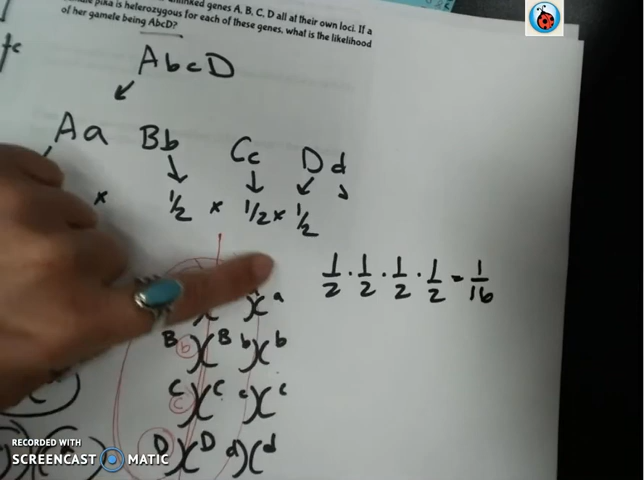 unlinked genes A, B, C, D all at their own loci. If a
pika is heterozygous for each of these genes, what is the likelihood
of her gamete being AbcD?
AbcD
Aa Bb Cc D d
x 1/2 x 1/2 x 1/2
1/2 · 1/2 · 1/2 · 1/2 = 1/16
a
B b B b b
c c c c
D D d d
RECORDED WITH
SCREENCAST MATIC